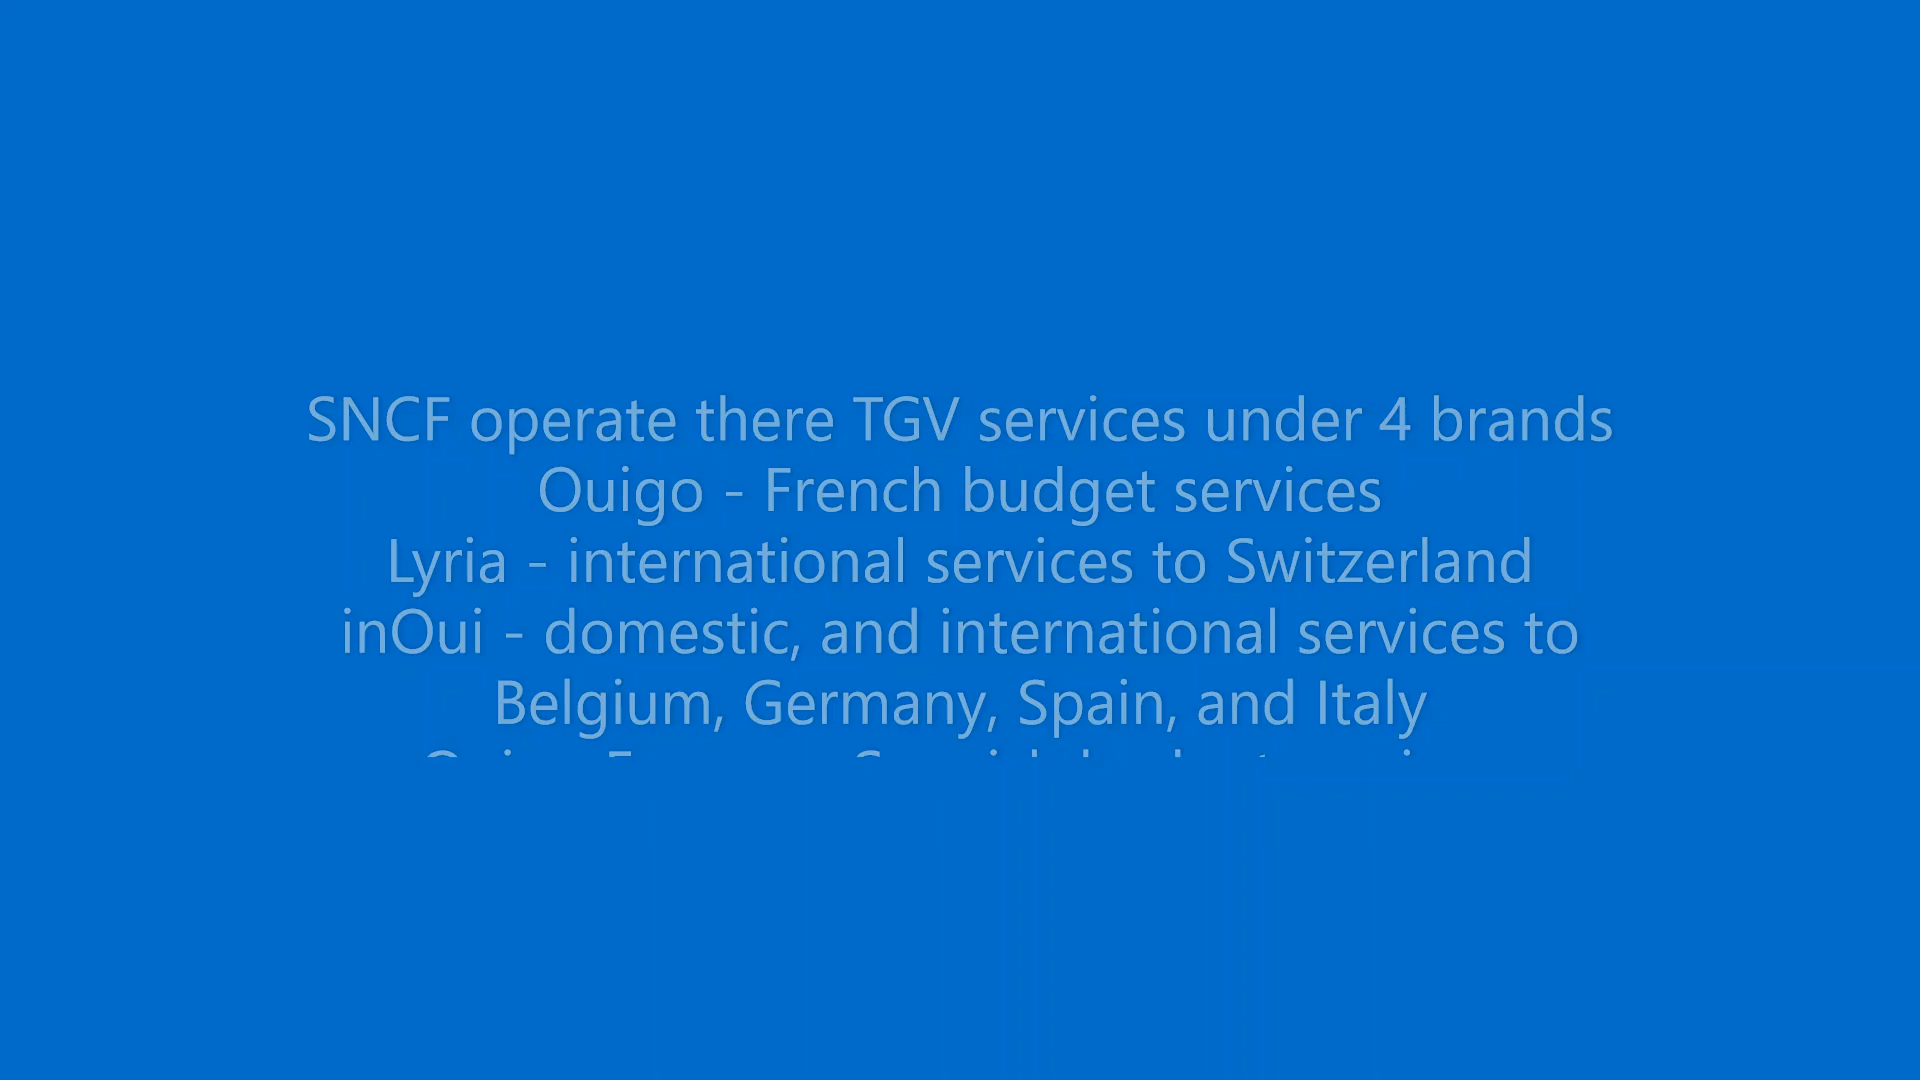 SNCF operate there TGV services under 4 brands
Ouigo - French budget services
Lyria - international services to Switzerland
inOui - domestic, and international services to
Belgium, Germany, Spain, and Italy